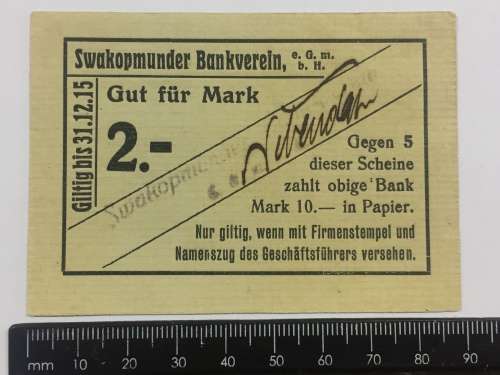 Swakopmunder Bankverein, e. G. m. b. H.
Giltig bis 31.12.15
Gut für Mark
2.-
Swakopmunder
Gegen 5
dieser Scheine
zahlt obige Bank
Mark 10.— in Papier.
Nur giltig, wenn mit Firmenstempel und
Namenszug des Geschäftsführers versehen.
mm 10 20 30 40 50 60 70 80 90